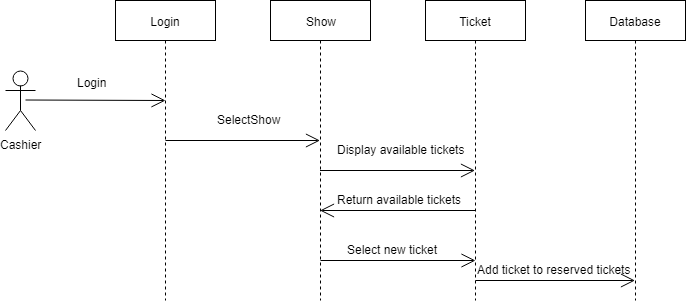 Login
Show
Ticket
Database
Login
Cashier
SelectShow
Display available tickets
Return available tickets
Select new ticket
Add ticket to reserved tickets